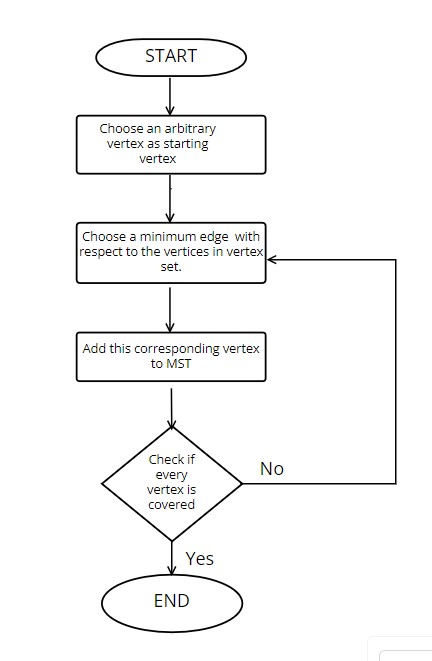 START
Choose an arbitrary
vertex as starting
vertex
Choose a minimum edge with
respect to the vertices in vertex
set.
Add this corresponding vertex
to MST
Check if
every
vertex is
covered
No
Yes
END